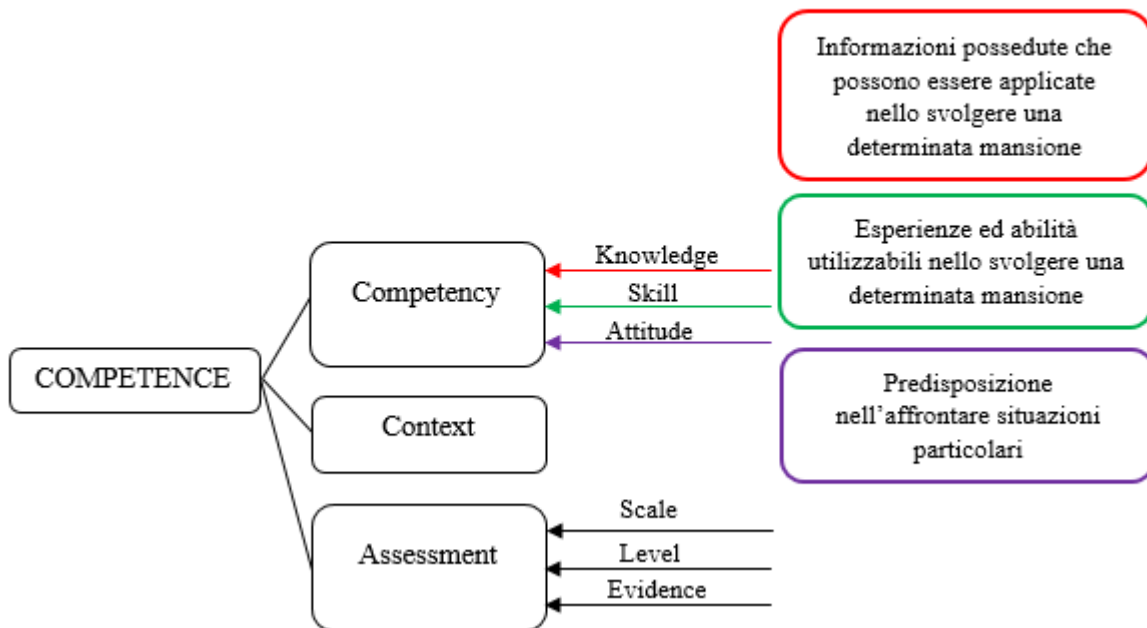 Informazioni possedute che
possono essere applicate
nello svolgere una
determinata mansione
Esperienze ed abilità
utilizzabili nello svolgere una
determinata mansione
Predisposizione
nell’affrontare situazioni
particolari
Knowledge
Skill
Attitude
Competency
COMPETENCE
Context
Scale
Level
Evidence
Assessment